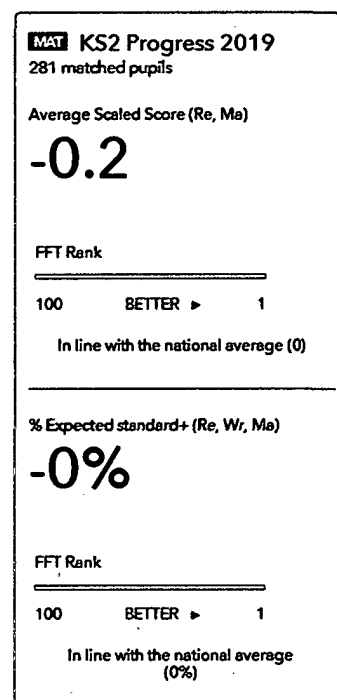 MAT KS2 Progress 2019
281 matched pupils
Average Scaled Score (Re, Ma)
-0.2
FFT Rank
100 BETTER ► 1
In line with the national average (0)
% Expected standard+ (Re, Wr, Ma)
-0%
FFT Rank
100 BETTER ► 1
In line with the national average
(0%)